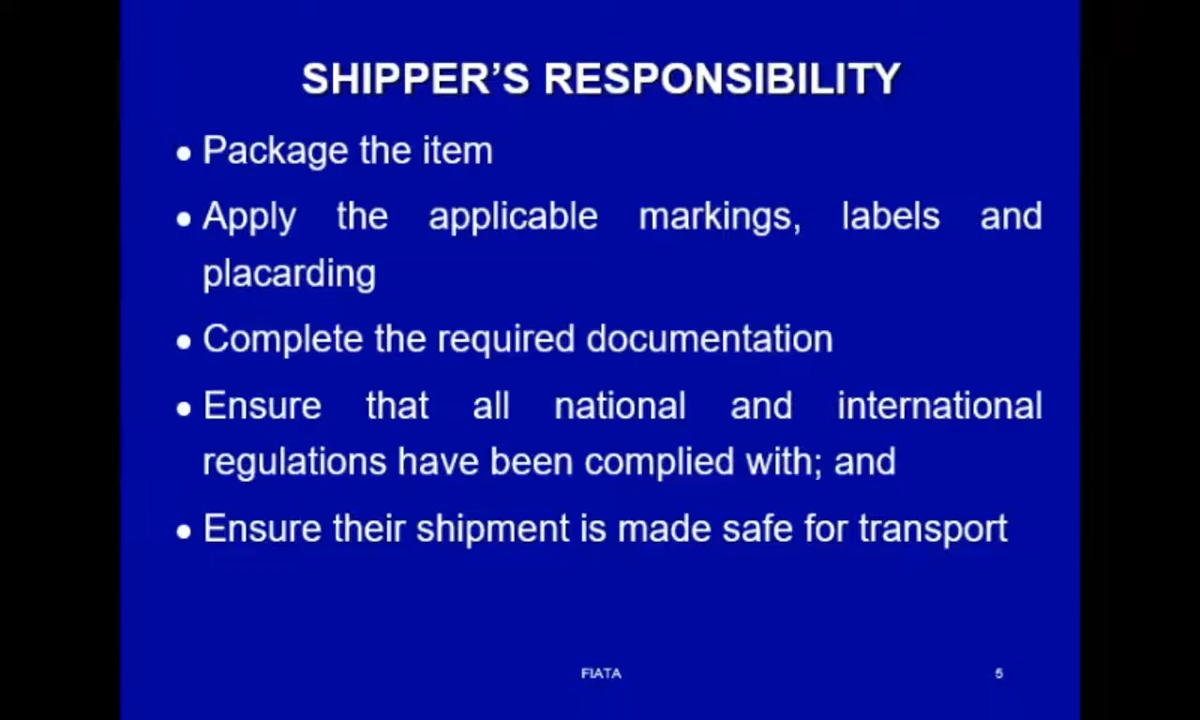 SHIPPER'S RESPONSIBILITY
• Package the item
• Apply the applicable markings, labels and
placarding
• Complete the required documentation
• Ensure that all national and international
regulations have been complied with; and
• Ensure their shipment is made safe for transport
FIATA
5